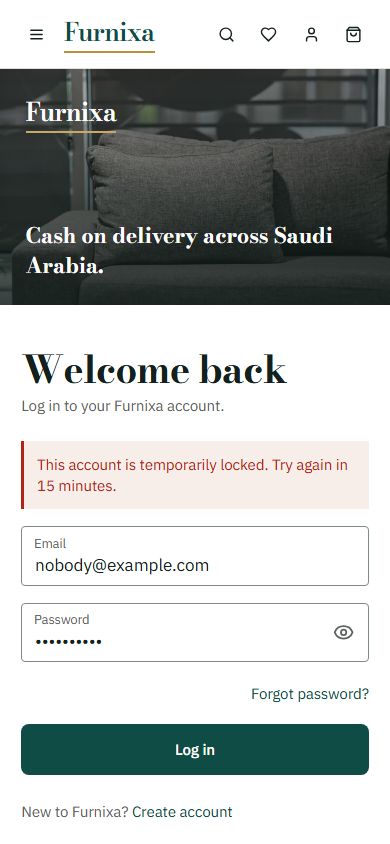 Furnixa
Furnixa
Cash on delivery across Saudi
Arabia.
Welcome back
Log in to your Furnixa account.
This account is temporarily locked. Try again in
15 minutes.
Email
nobody@example.com
Password
••••••••••
Forgot password?
Log in
New to Furnixa? Create account